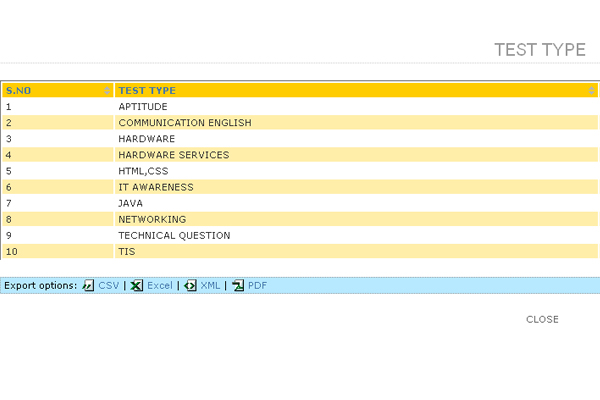 TEST TYPE
S.NO TEST TYPE
1 APTITUDE
2 COMMUNICATION ENGLISH
3 HARDWARE
4 HARDWARE SERVICES
5 HTML,CSS
6 IT AWARENESS
7 JAVA
8 NETWORKING
9 TECHNICAL QUESTION
10 TIS
Export options: CSV | Excel | XML | PDF
CLOSE